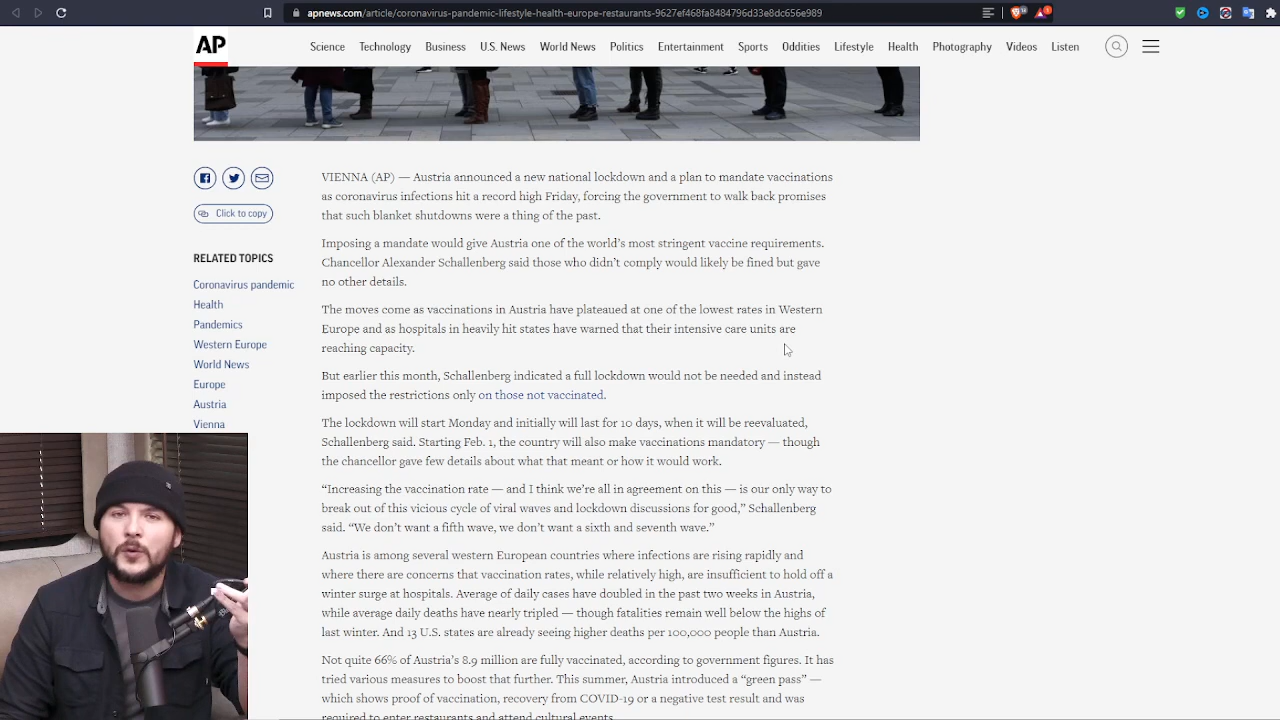 apnews.com/article/coronavirus-pandemic-lifestyle-health-europe-restaurants-9627ef468fa8484796d33e8dc656e989
AP
Science Technology Business U.S. News World News Politics Entertainment Sports Oddities Lifestyle Health Photography Videos Listen
Click to copy
RELATED TOPICS
Coronavirus pandemic
Health
Pandemics
Western Europe
World News
Europe
Austria
Vienna
VIENNA (AP) — Austria announced a new national lockdown and a plan to mandate vaccinations
as coronavirus infections hit a record high Friday, forcing the government to walk back promises
that such blanket shutdowns were a thing of the past.
Imposing a mandate would give Austria one of the world’s most stringent vaccine requirements.
Chancellor Alexander Schallenberg said those who didn’t comply would likely be fined but gave
no other details.
The moves come as vaccinations in Austria have plateaued at one of the lowest rates in Western
Europe and as hospitals in heavily hit states have warned that their intensive care units are
reaching capacity.
But earlier this month, Schallenberg indicated a full lockdown would not be needed and instead
imposed the restrictions only on those not vaccinated.
The lockdown will start Monday and initially will last for 10 days, when it will be reevaluated,
Schallenberg said. Starting Feb. 1, the country will also make vaccinations mandatory — though
the chancellor gave few details about what that meant or how it would work.
“Increasing the vaccination rate — and I think we’re all in agreement on this — is our only way to
break out of this vicious cycle of viral waves and lockdown discussions for good,” Schallenberg
said. “We don’t want a fifth wave, we don’t want a sixth and seventh wave.”
Austria is among several western European countries where infections are rising rapidly and
where there are concerns that vaccination rates, while relatively high, are insufficient to hold off a
winter surge at hospitals. Average of daily cases have doubled in the past two weeks in Austria,
while average daily deaths have nearly tripled — though fatalities remain well below the highs of
last winter. And 13 U.S. states are already seeing higher deaths per 100,000 people than Austria.
Not quite 66% of Austria’s 8.9 million are fully vaccinated, according to government figures. It has
tried various measures to boost that further. This summer, Austria introduced a “green pass” —
which shows proof of vaccination, recovery from COVID-19 or a negative test result and was
required to enter restaurants and attend cultural events.